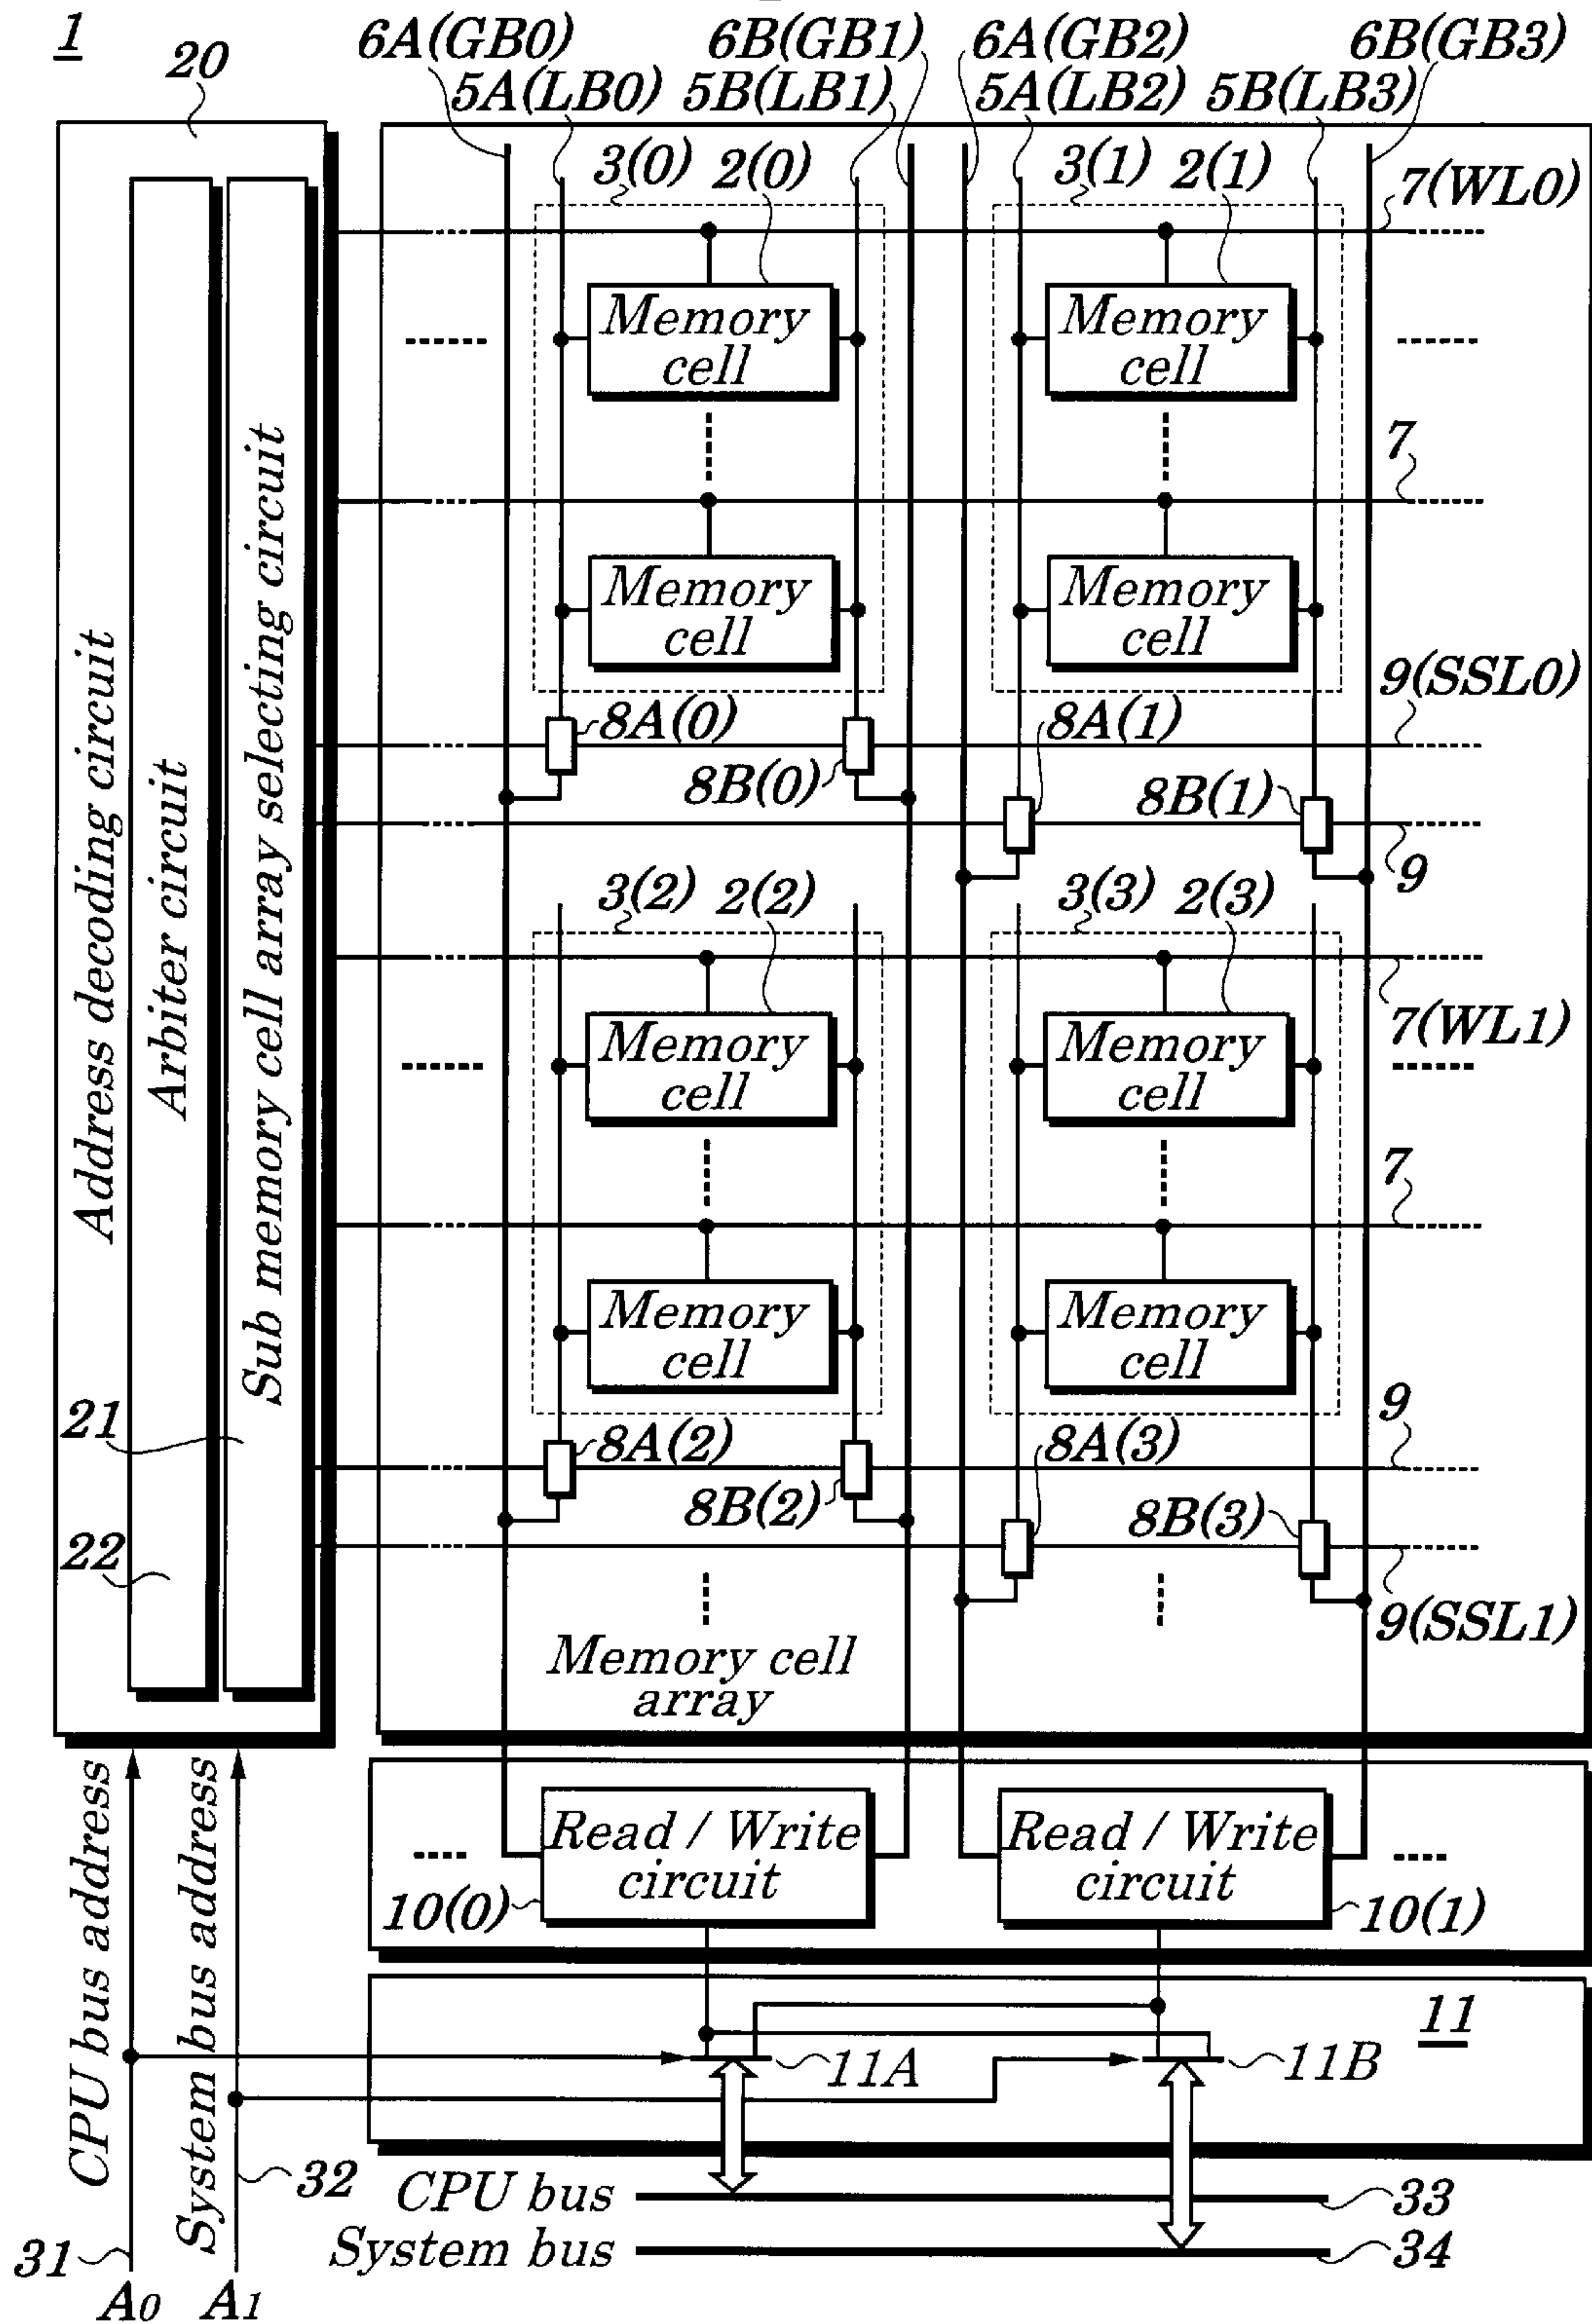 1
20
6A(GB0)
6B(GB1)
6A(GB2)
6B(GB3)
5A(LB0)
5B(LB1)
5A(LB2)
5B(LB3)
3(0)
2(0)
3(1)
2(1)
7(WL0)
Memory
cell
Memory
cell
7
Memory
cell
Memory
cell
9(SSL0)
8A(0)
8A(1)
8B(0)
8B(1)
9
3(2)
2(2)
3(3)
2(3)
7(WL1)
Memory
cell
Memory
cell
7
Memory
cell
Memory
cell
9
8A(2)
8A(3)
8B(2)
8B(3)
9(SSL1)
Memory cell
array
Address decoding circuit
Arbiter circuit
Sub memory cell array selecting circuit
21
22
Read / Write
circuit
Read / Write
circuit
10(0)
10(1)
11
11A
11B
CPU bus address
System bus address
32
31
A0
A1
CPU bus
33
System bus
34